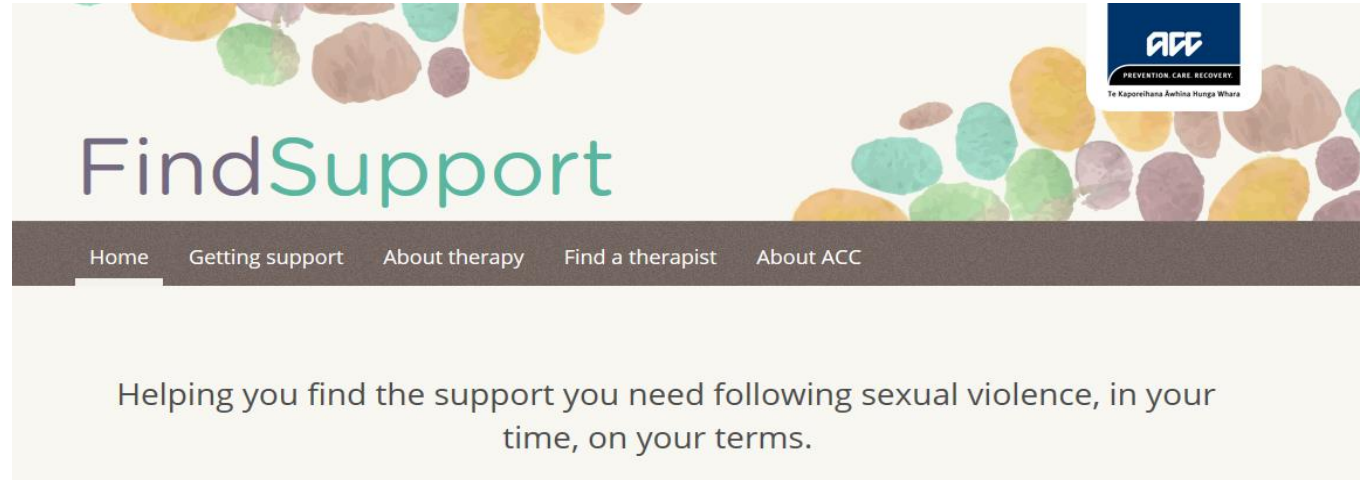 acc
PREVENTION. CARE. RECOVERY.
Te Kaporeihana Āwhina Hunga Whara
FindSupport
Home Getting support About therapy Find a therapist About ACC
Helping you find the support you need following sexual violence, in your
time, on your terms.